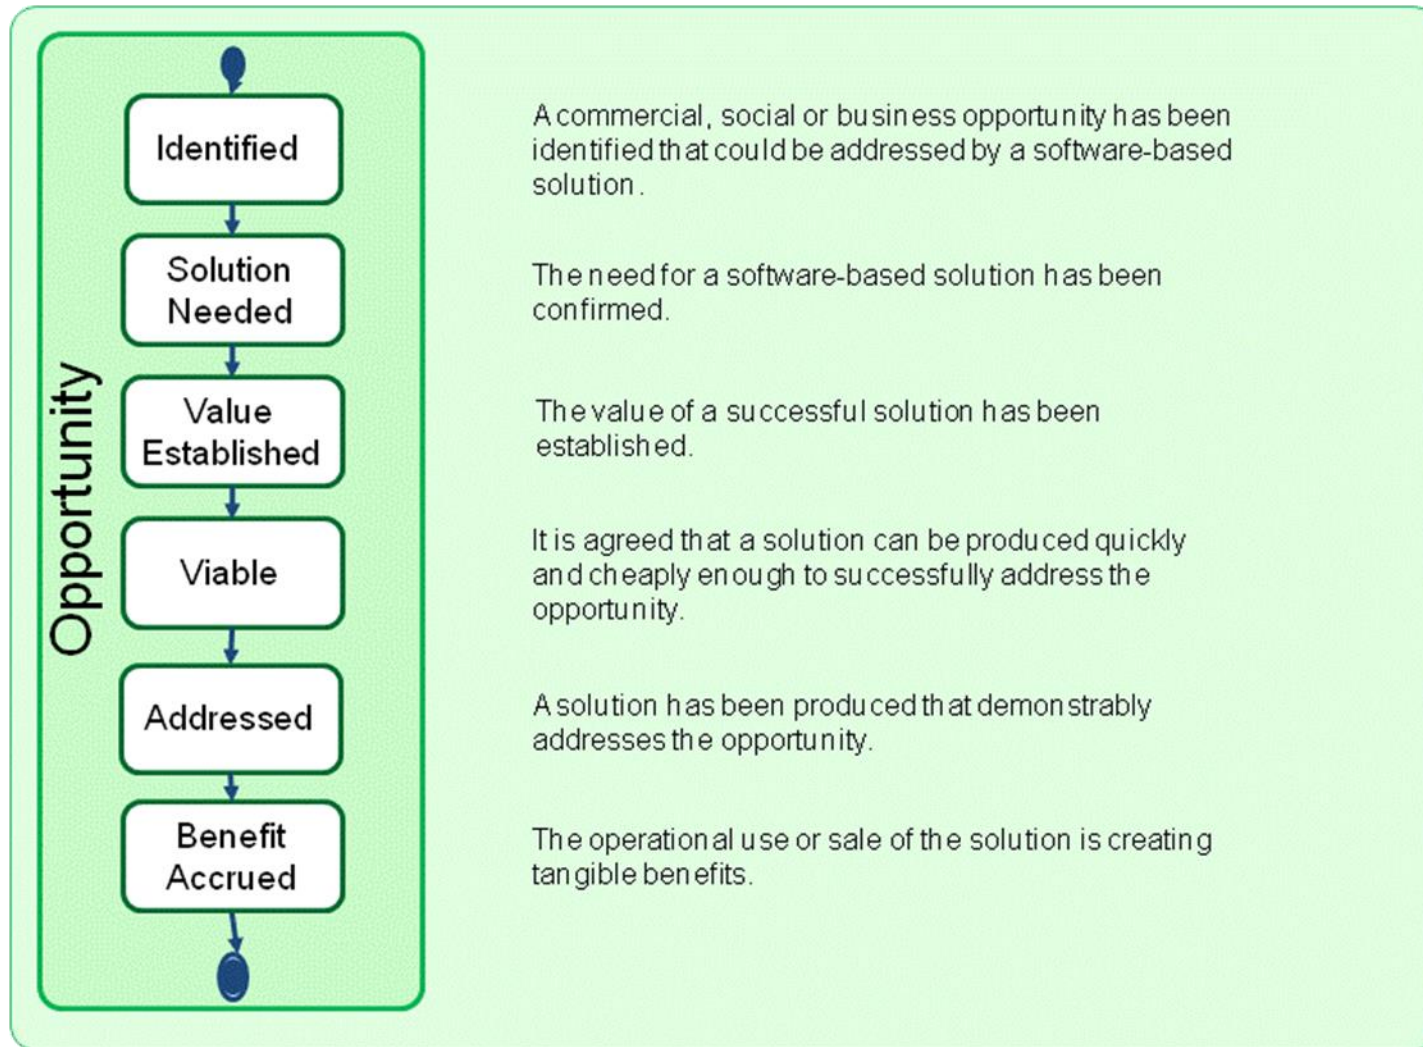 Opportunity
Identified
A commercial, social or business opportunity has been
identified that could be addressed by a software-based
solution.
Solution
Needed
The need for a software-based solution has been
confirmed.
Value
Established
The value of a successful solution has been
established.
Viable
It is agreed that a solution can be produced quickly
and cheaply enough to successfully address the
opportunity.
Addressed
A solution has been produced that demonstrably
addresses the opportunity.
Benefit
Accrued
The operational use or sale of the solution is creating
tangible benefits.